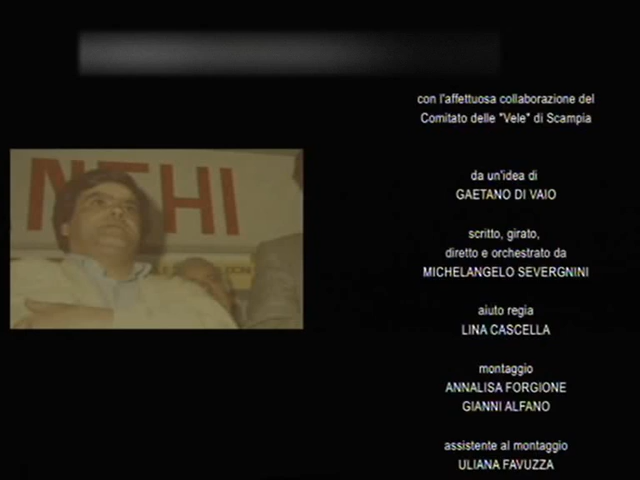 con l'affettuosa collaborazione del
Comitato delle "Vele" di Scampia
da un'idea di
GAETANO DI VAIO
scritto, girato,
diretto e orchestrato da
MICHELANGELO SEVERGNINI
aiuto regia
LINA CASCELLA
montaggio
ANNALISA FORGIONE
GIANNI ALFANO
assistente al montaggio
ULIANA FAVUZZA